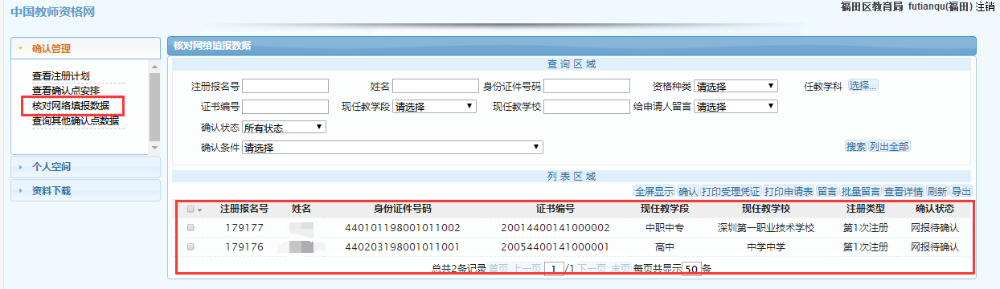 中国教师资格网
福田区教育局 futianqu(福田) 注销
确认管理
查看注册计划
查看确认点安排
核对网络填报数据
查询其他确认点数据
个人空间
资料下载
核对网络填报数据
查 询 区 域
注册报名号 姓名 身份证件号码 资格种类 请选择 任教学科 选择...
证书编号 现任教学段 请选择 现任教学校 给申请人留言 请选择
确认状态 所有状态
确认条件 请选择 搜索 列出全部
列 表 区 域
全屏显示 确认 打印受理凭证 打印申请表 留言 批量留言 查看详情 刷新 导出
注册报名号 姓名 身份证件号码 证书编号 现任教学段 现任教学校 注册类型 确认状态
179177 440101198001011002 20014400141000002 中职中专 深圳第一职业技术学校 第1次注册 网报待确认
179176 440203198001011001 20054400141000001 高中 中学中学 第1次注册 网报待确认
总共2条记录 首页 上一页 1 /1 下一页 末页 每页共显示 50 条